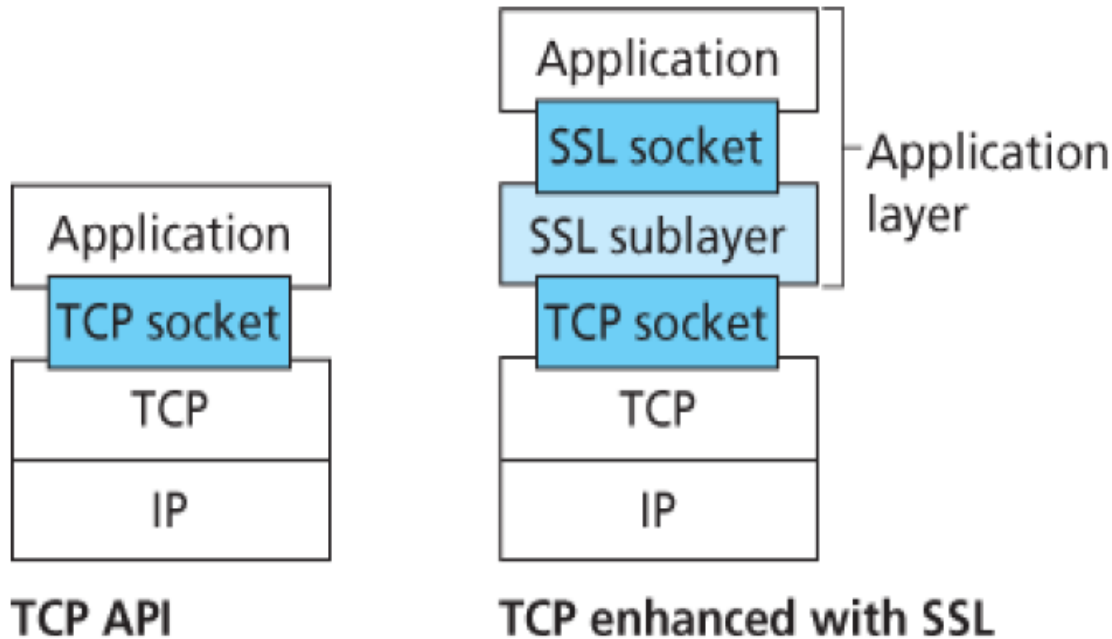 Application
TCP socket
TCP
IP
TCP API
Application
SSL socket
SSL sublayer
TCP socket
TCP
IP
TCP enhanced with SSL
Application
layer